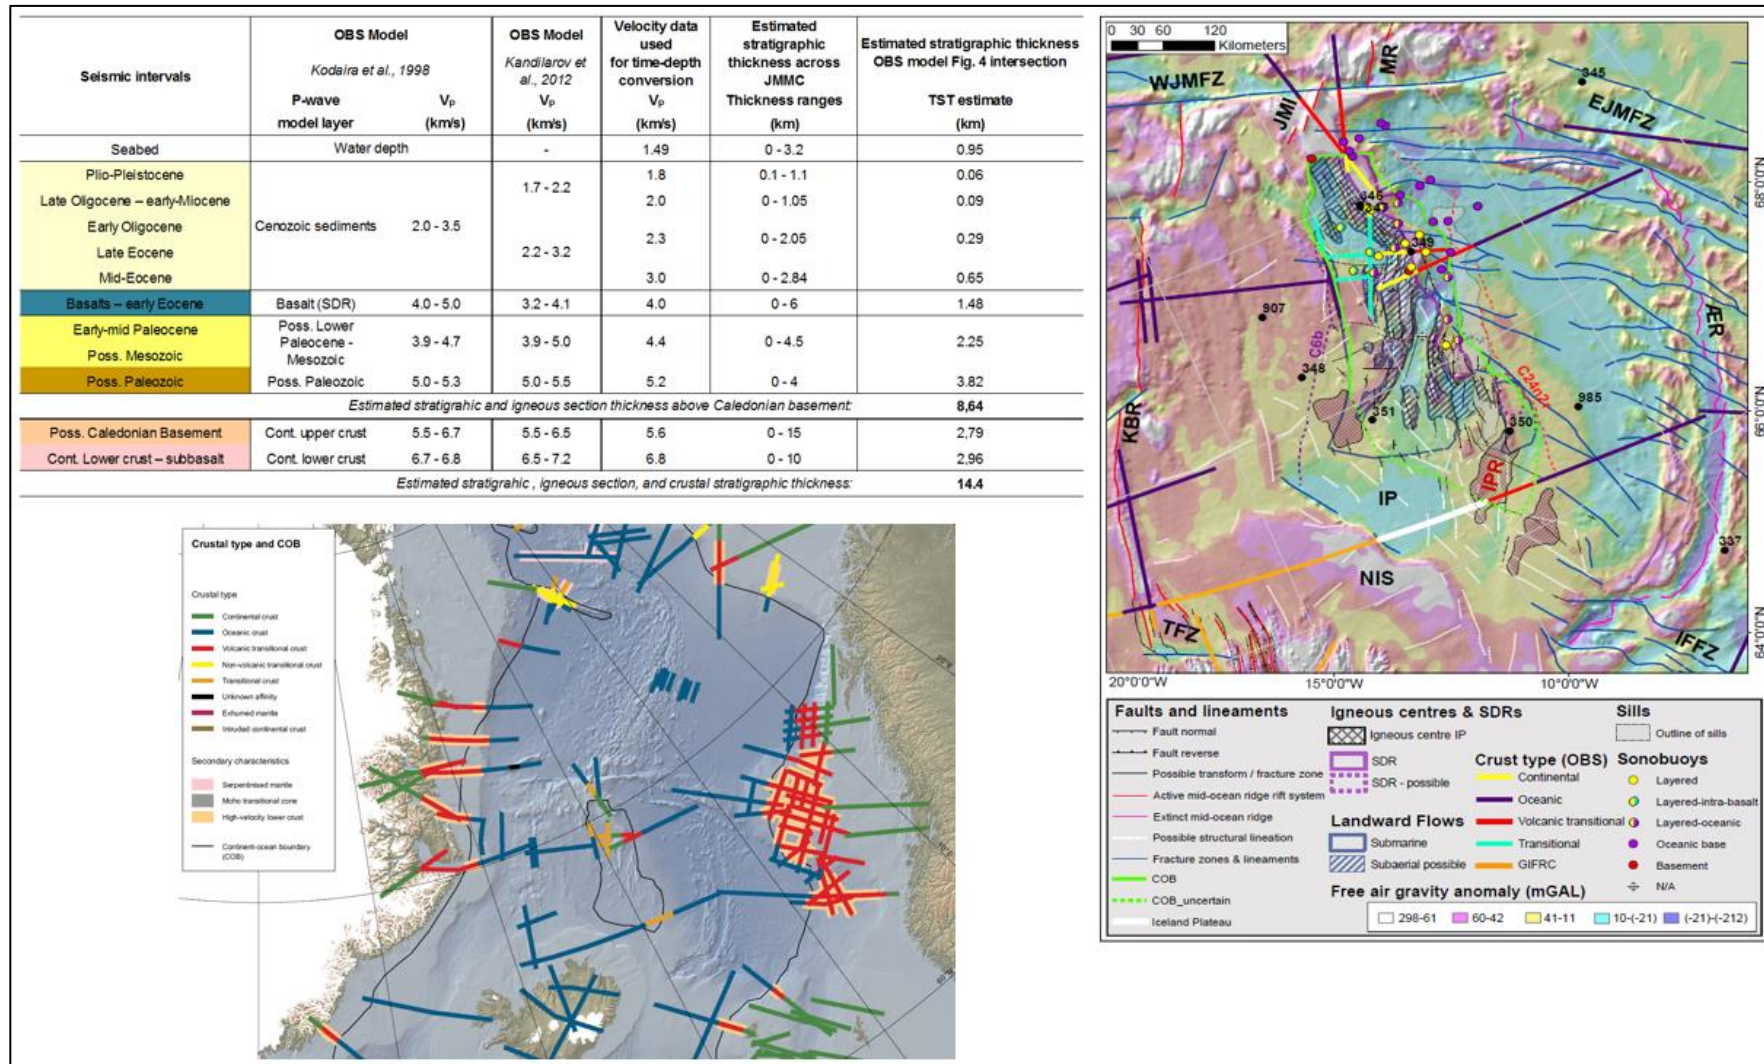 Seismic intervals
OBS Model
Kodaira et al., 1998
P-wave model layer
Vₚ (km/s)
OBS Model
Kandilarov et al., 2012
Vₚ (km/s)
Velocity data used for time-depth conversion
Vₚ (km/s)
Estimated stratigraphic thickness across JMMC
Thickness ranges (km)
Estimated stratigraphic thickness OBS model Fig. 4 intersection
TST estimate (km)
Seabed Water depth - 1.49 0 - 3.2 0.95
Plio-Pleistocene 1.8 0.1 - 1.1 0.06
1.7 - 2.2
Late Oligocene – early-Miocene 2.0 0 - 1.05 0.09
Early Oligocene
Cenozoic sediments 2.0 - 3.5
2.3 0 - 2.05 0.29
Late Eocene 2.2 - 3.2
Mid-Eocene 3.0 0 - 2.84 0.65
Basalts – early Eocene Basalt (SDR) 4.0 - 5.0 3.2 - 4.1 4.0 0 - 6 1.48
Early-mid Paleocene
Poss. Mesozoic
Poss. Lower Paleocene - Mesozoic 3.9 - 4.7 3.9 - 5.0 4.4 0 - 4.5 2.25
Poss. Paleozoic Poss. Paleozoic 5.0 - 5.3 5.0 - 5.5 5.2 0 - 4 3.82
Estimated stratigrahic and igneous section thickness above Caledonian basement: 8,64
Poss. Caledonian Basement Cont. upper crust 5.5 - 6.7 5.5 - 6.5 5.6 0 - 15 2,79
Cont. Lower crust – subbasalt Cont. lower crust 6.7 - 6.8 6.5 - 7.2 6.8 0 - 10 2,96
Estimated stratigrahic , igneous section, and crustal stratigraphic thickness: 14.4
Crustal type and COB
Crustal type
Continental crust
Oceanic crust
Volcanic transitional crust
Non-volcanic transitional crust
Transitional crust
Unknown affinity
Exhumed mantle
Intruded continental crust
Secondary characteristics
Serpentinised mantle
Moho transitional zone
High-velocity lower crust
Continent-ocean boundary (COB)
0 30 60 120
Kilometers
WJMFZ
MR
JMI
345
EJMFZ
68°0'0"N
346
347
349
907
C6b
348
KBR
351
350
C24n2r
985
ÆR
66°0'0"N
IP
IPR
NIS
337
TFZ
IFFZ
64°0'0"N
20°0'0"W
15°0'0"W
10°0'0"W
Faults and lineaments
Fault normal
Fault reverse
Possible transform / fracture zone
Active mid-ocean ridge rift system
Extinct mid-ocean ridge
Possible structural lineation
Fracture zones & lineaments
COB
COB_uncertain
Iceland Plateau
Igneous centres & SDRs
Igneous centre IP
SDR
SDR - possible
Landward Flows
Submarine
Subaerial possible
Crust type (OBS)
Continental
Oceanic
Volcanic transitional
Transitional
GIFRC
Sills
Outline of sills
Sonobuoys
Layered
Layered-intra-basalt
Layered-oceanic
Oceanic base
Basement
N/A
Free air gravity anomaly (mGAL)
298-61 60-42 41-11 10-(-21) (-21)-(-212)